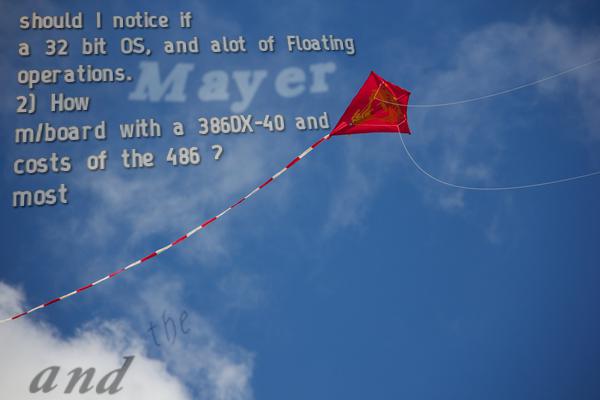 should I notice if
a 32 bit OS, and alot of Floating
operations.
Mayer
2) How
m/board with a 386DX-40 and
costs of the 486 ?
most
the
and